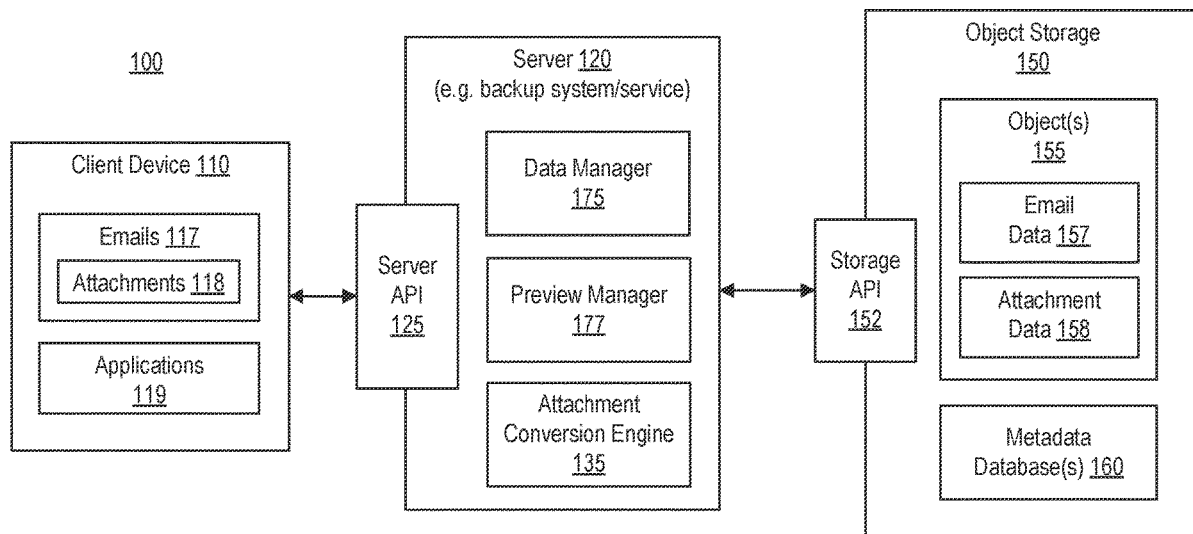 100
Client Device 110
Emails 117
Attachments 118
Applications
119
Server
API
125
Server 120
(e.g. backup system/service)
Data Manager
175
Preview Manager
177
Attachment
Conversion Engine
135
Storage
API
152
Object Storage
150
Object(s)
155
Email
Data 157
Attachment
Data 158
Metadata
Database(s) 160